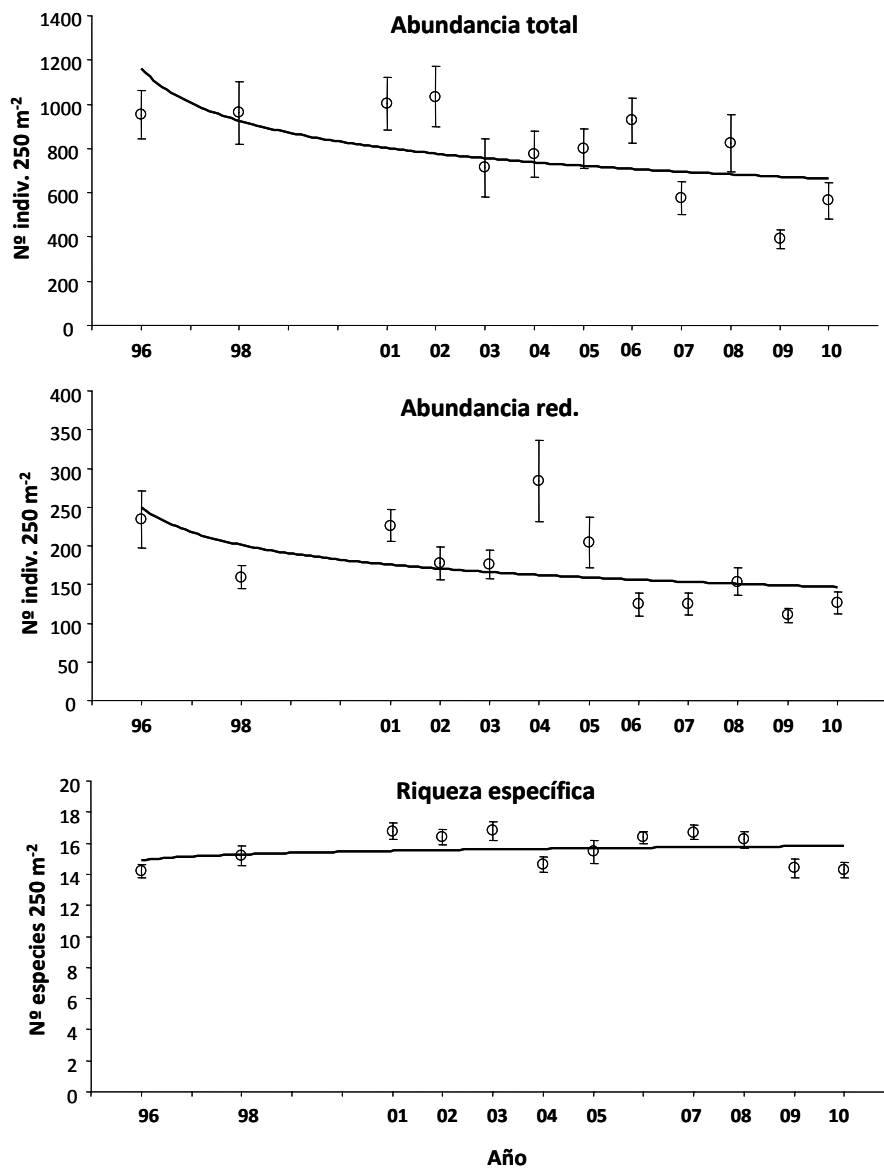 Abundancia total
1400
1200
1000
800
600
400
200
0
Nº indiv. 250 m⁻²
96 98 01 02 03 04 05 06 07 08 09 10
Abundancia red.
400
350
300
250
200
150
100
50
0
Nº indiv. 250 m⁻²
96 98 01 02 03 04 05 06 07 08 09 10
Riqueza específica
20
18
16
14
12
10
8
6
4
2
0
Nº especies 250 m⁻²
96 98 01 02 03 04 05 06 07 08 09 10
Año